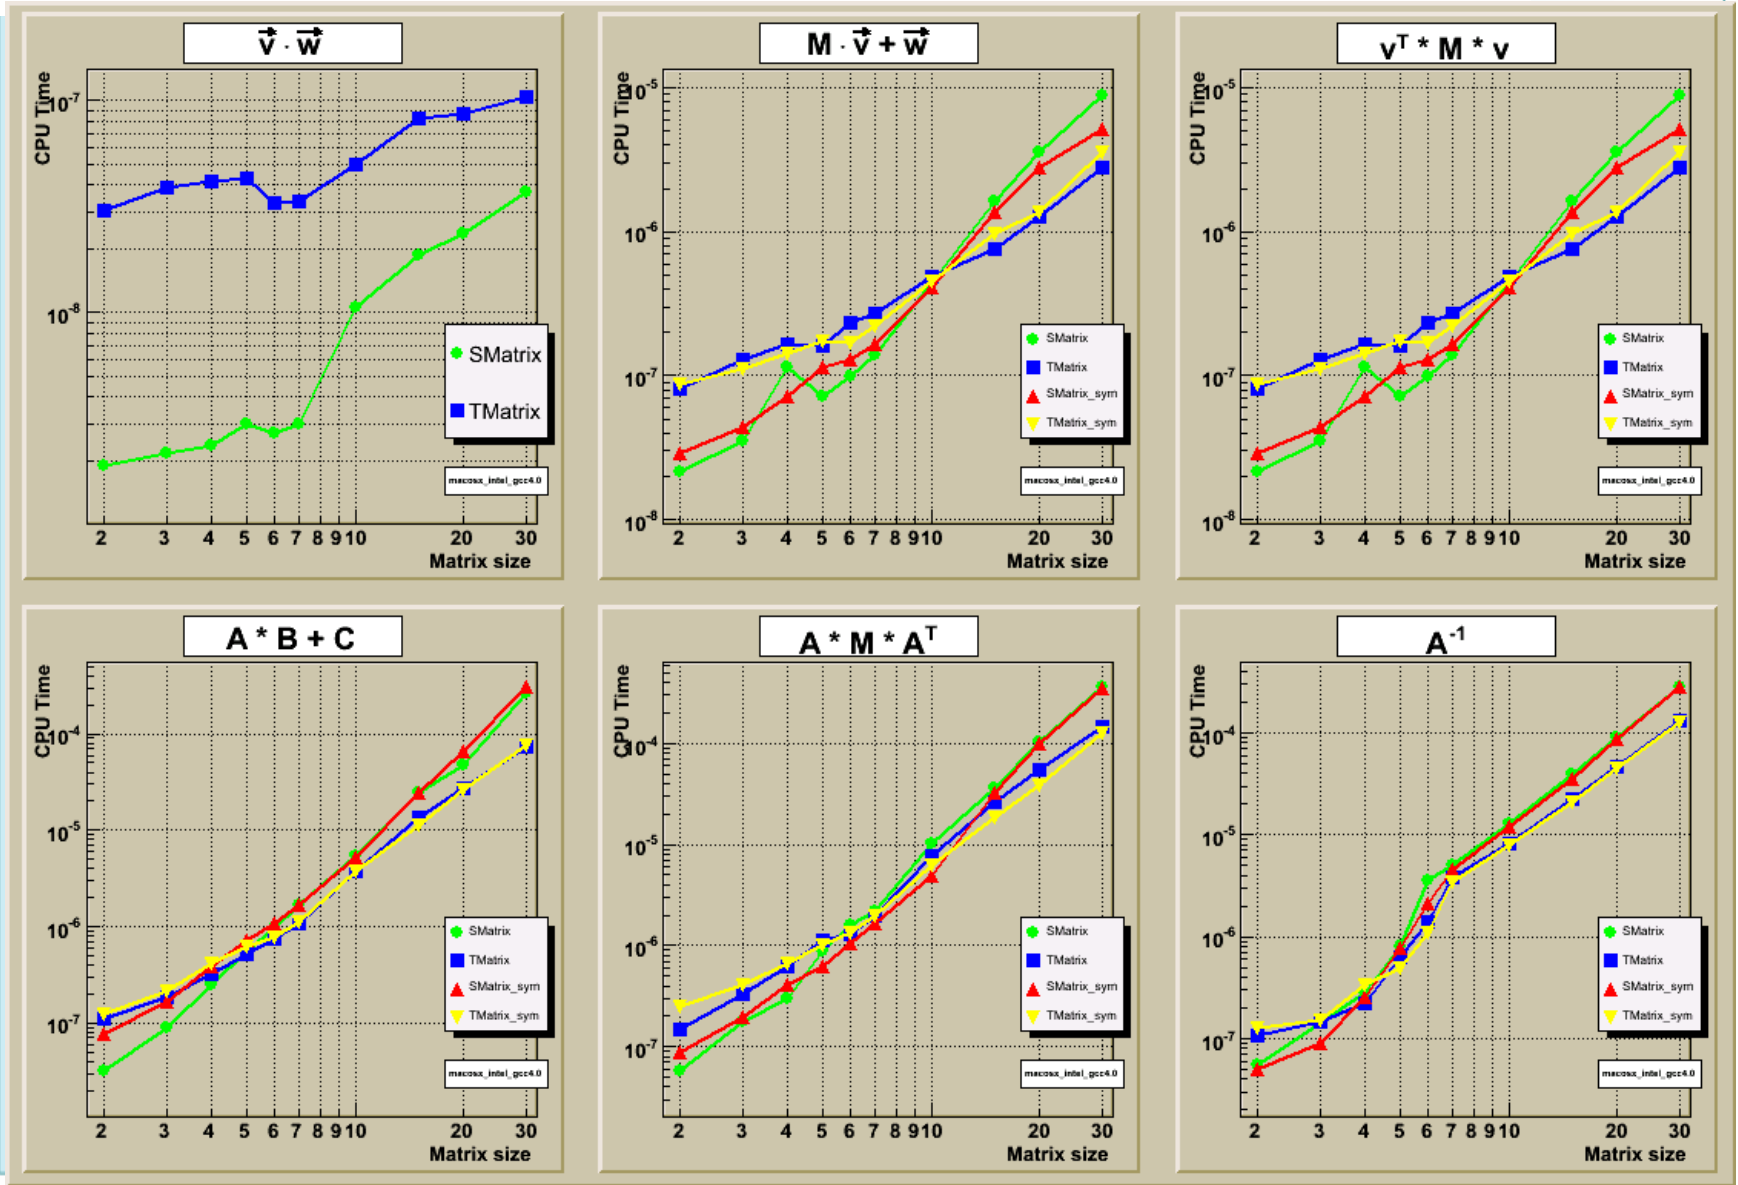 v⃗ · w⃗
CPU Time
10⁻⁷
10⁻⁸
SMatrix
TMatrix
macosx_intel_gcc4.0
2 3 4 5 6 7 8 9 10 20 30
Matrix size
M · v⃗ + w⃗
CPU Time
10⁻⁵
10⁻⁶
10⁻⁷
10⁻⁸
SMatrix
TMatrix
SMatrix_sym
TMatrix_sym
macosx_intel_gcc4.0
2 3 4 5 6 7 8 9 10 20 30
Matrix size
vᵀ * M * v
CPU Time
10⁻⁵
10⁻⁶
10⁻⁷
10⁻⁸
SMatrix
TMatrix
SMatrix_sym
TMatrix_sym
macosx_intel_gcc4.0
2 3 4 5 6 7 8 9 10 20 30
Matrix size
A * B + C
CPU Time
10⁻⁴
10⁻⁵
10⁻⁶
10⁻⁷
SMatrix
TMatrix
SMatrix_sym
TMatrix_sym
macosx_intel_gcc4.0
2 3 4 5 6 7 8 9 10 20 30
Matrix size
A * M * Aᵀ
CPU Time
10⁻⁴
10⁻⁵
10⁻⁶
10⁻⁷
SMatrix
TMatrix
SMatrix_sym
TMatrix_sym
macosx_intel_gcc4.0
2 3 4 5 6 7 8 9 10 20 30
Matrix size
A⁻¹
CPU Time
10⁻⁴
10⁻⁵
10⁻⁶
10⁻⁷
SMatrix
TMatrix
SMatrix_sym
TMatrix_sym
macosx_intel_gcc4.0
2 3 4 5 6 7 8 9 10 20 30
Matrix size